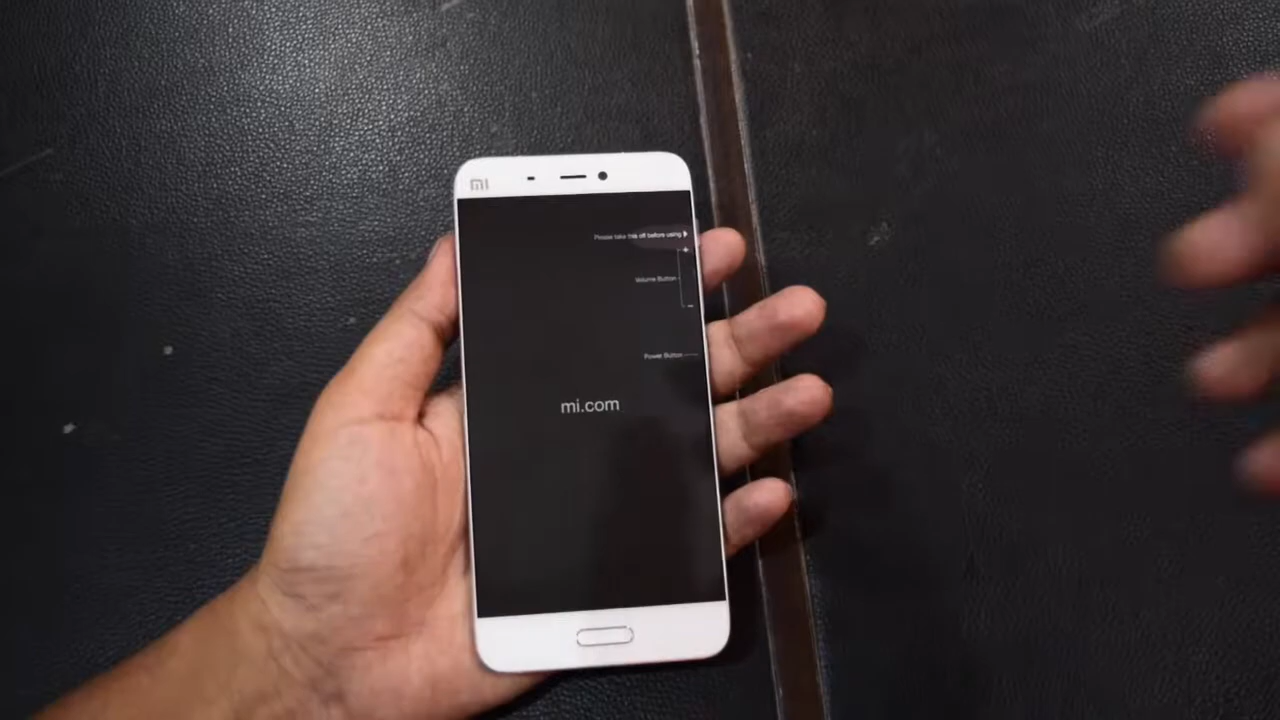 mi
Please take this off before using
+
Volume Button
-
Power Button
mi.com